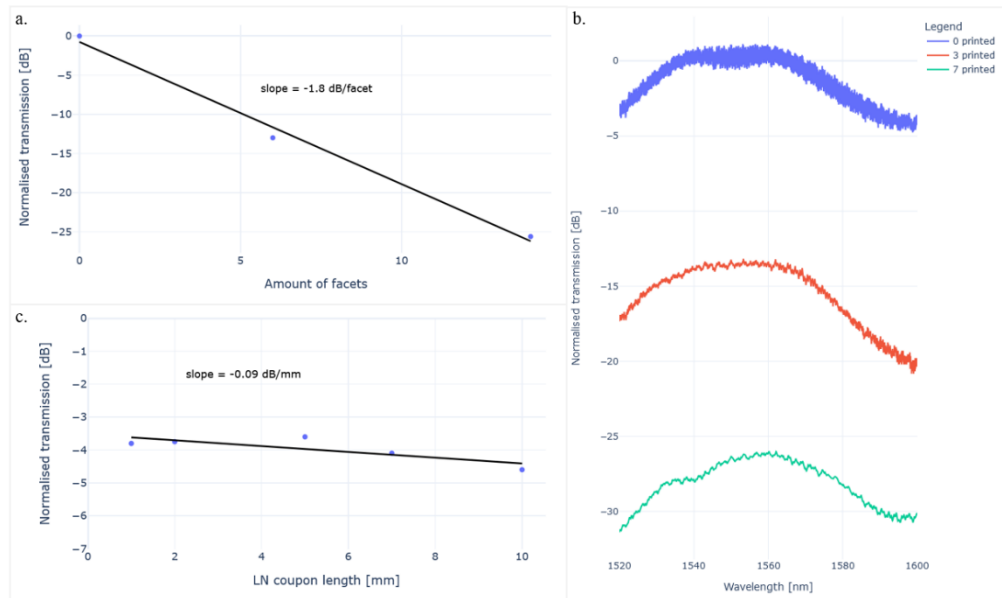 a.
0
−5
−10
−15
−20
−25
Normalised transmission [dB]
slope = -1.8 dB/facet
0
5
10
Amount of facets
b.
Legend
0 printed
3 printed
7 printed
0
−5
−10
−15
−20
−25
−30
Normalised transmission [dB]
1520
1540
1560
1580
1600
Wavelength [nm]
c.
0
−1
−2
−3
−4
−5
−6
−7
Normalised transmission [dB]
slope = -0.09 dB/mm
0
2
4
6
8
10
LN coupon length [mm]